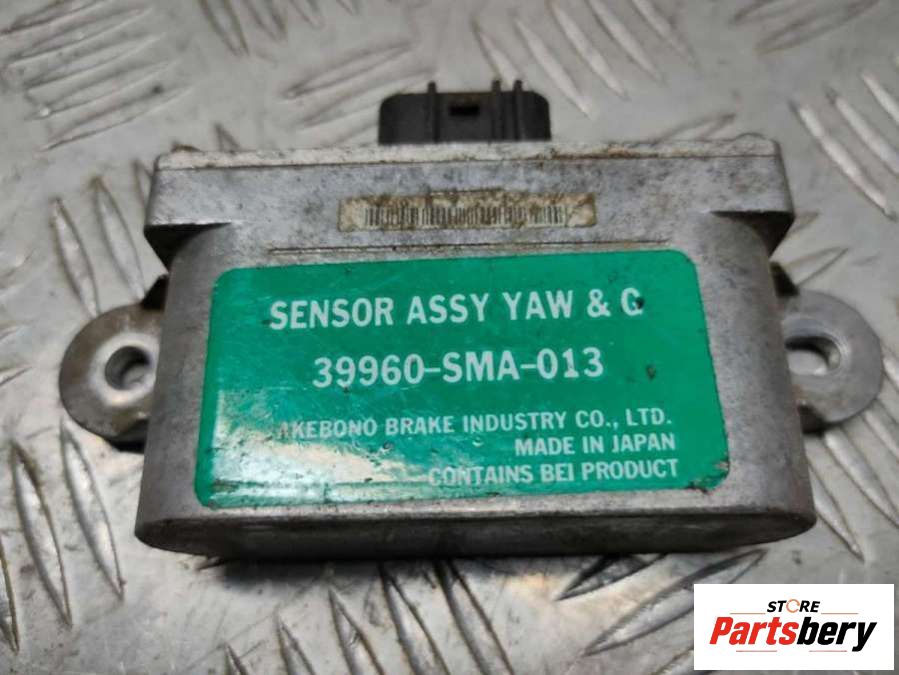 SENSOR ASSY YAW & G
39960-SMA-013
AKEBONO BRAKE INDUSTRY CO., LTD.
MADE IN JAPAN
CONTAINS BEI PRODUCT
STORE
Partsbery